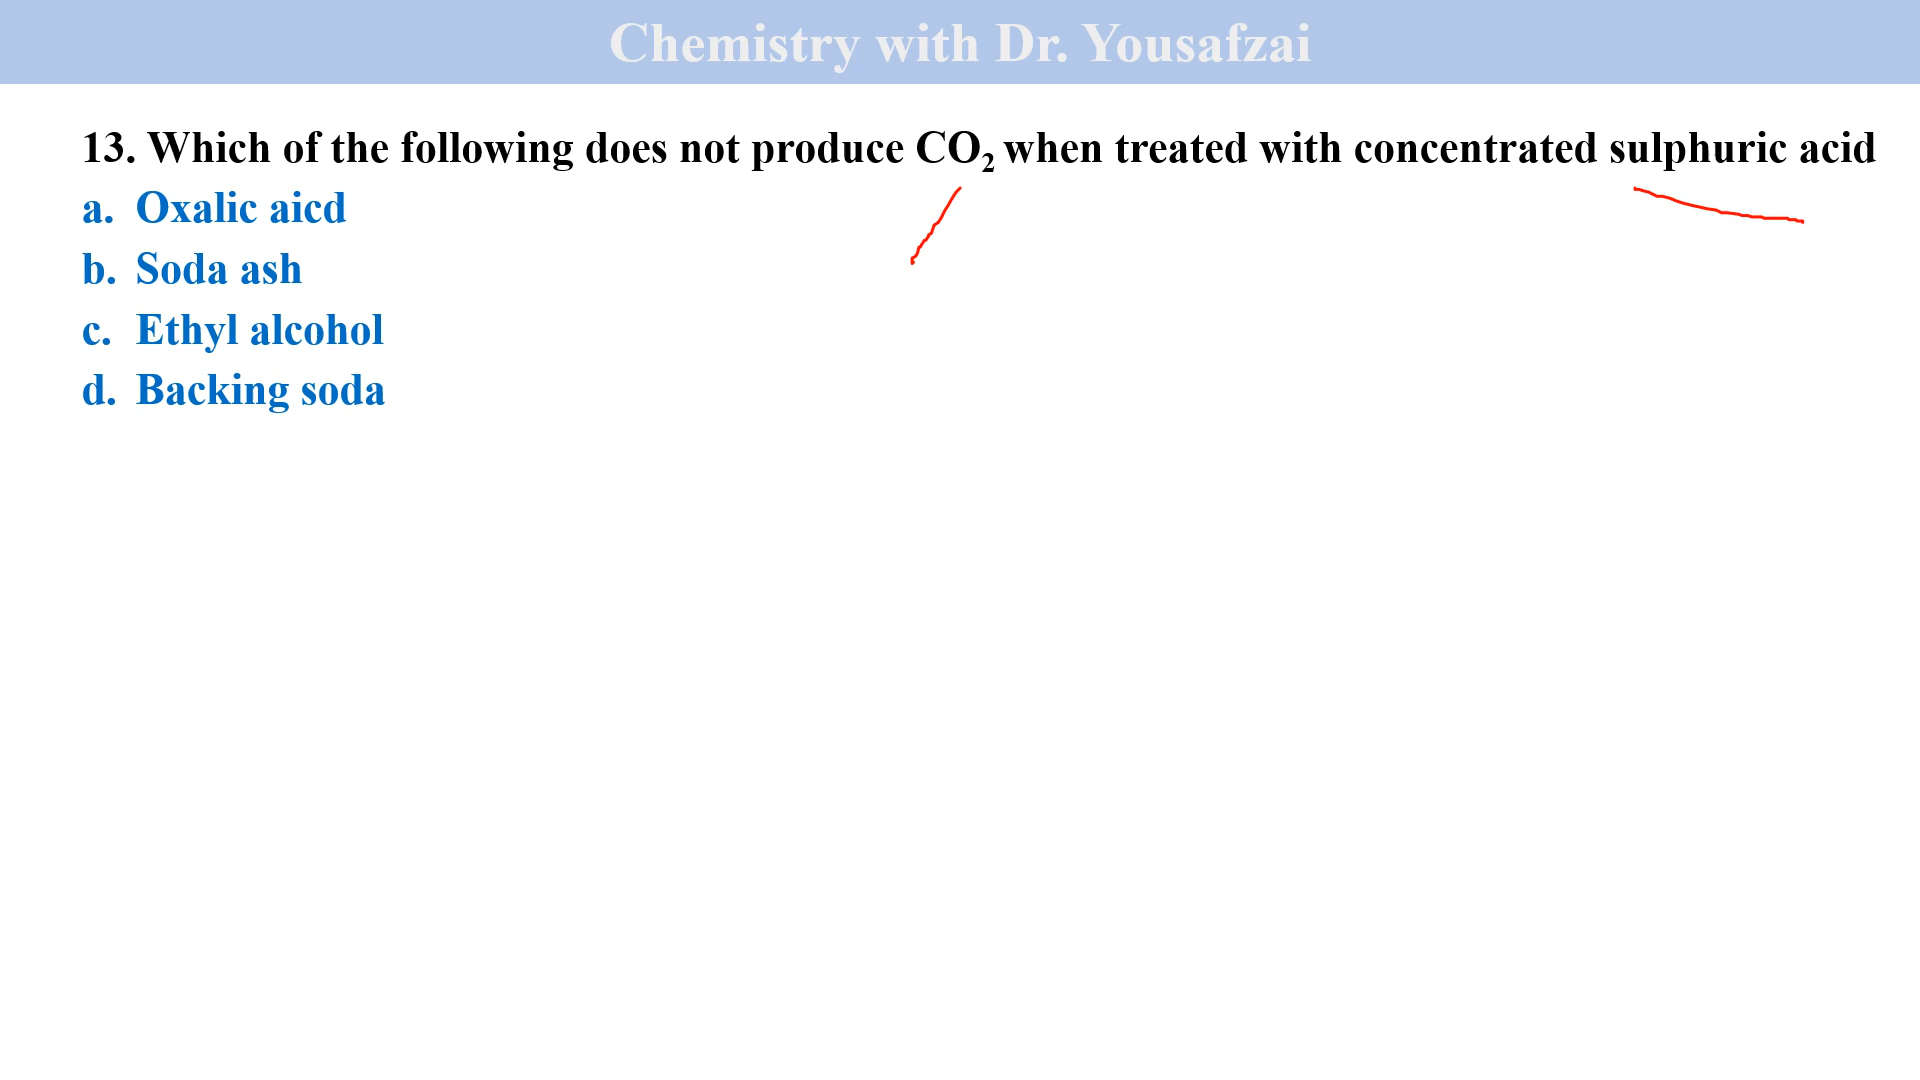 Chemistry with Dr. Yousafzai
13. Which of the following does not produce CO₂ when treated with concentrated sulphuric acid
a. Oxalic aicd
b. Soda ash
c. Ethyl alcohol
d. Backing soda